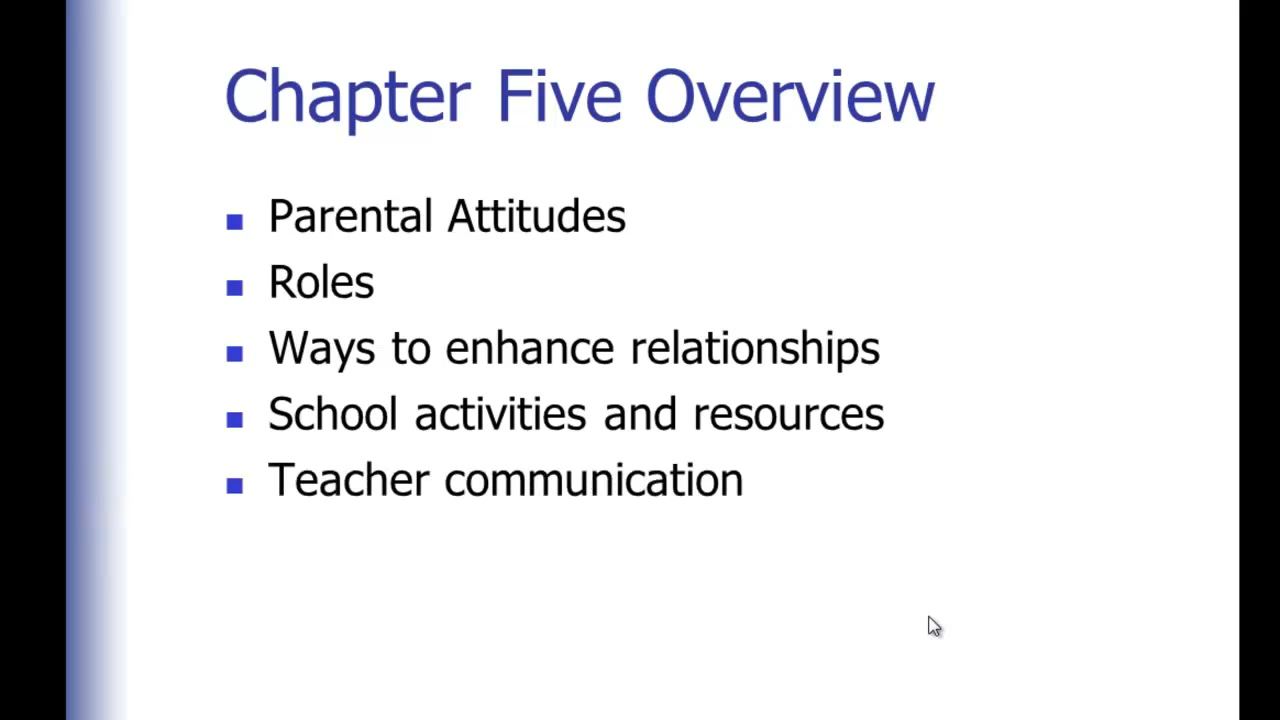 Chapter Five Overview
Parental Attitudes
Roles
Ways to enhance relationships
School activities and resources
Teacher communication